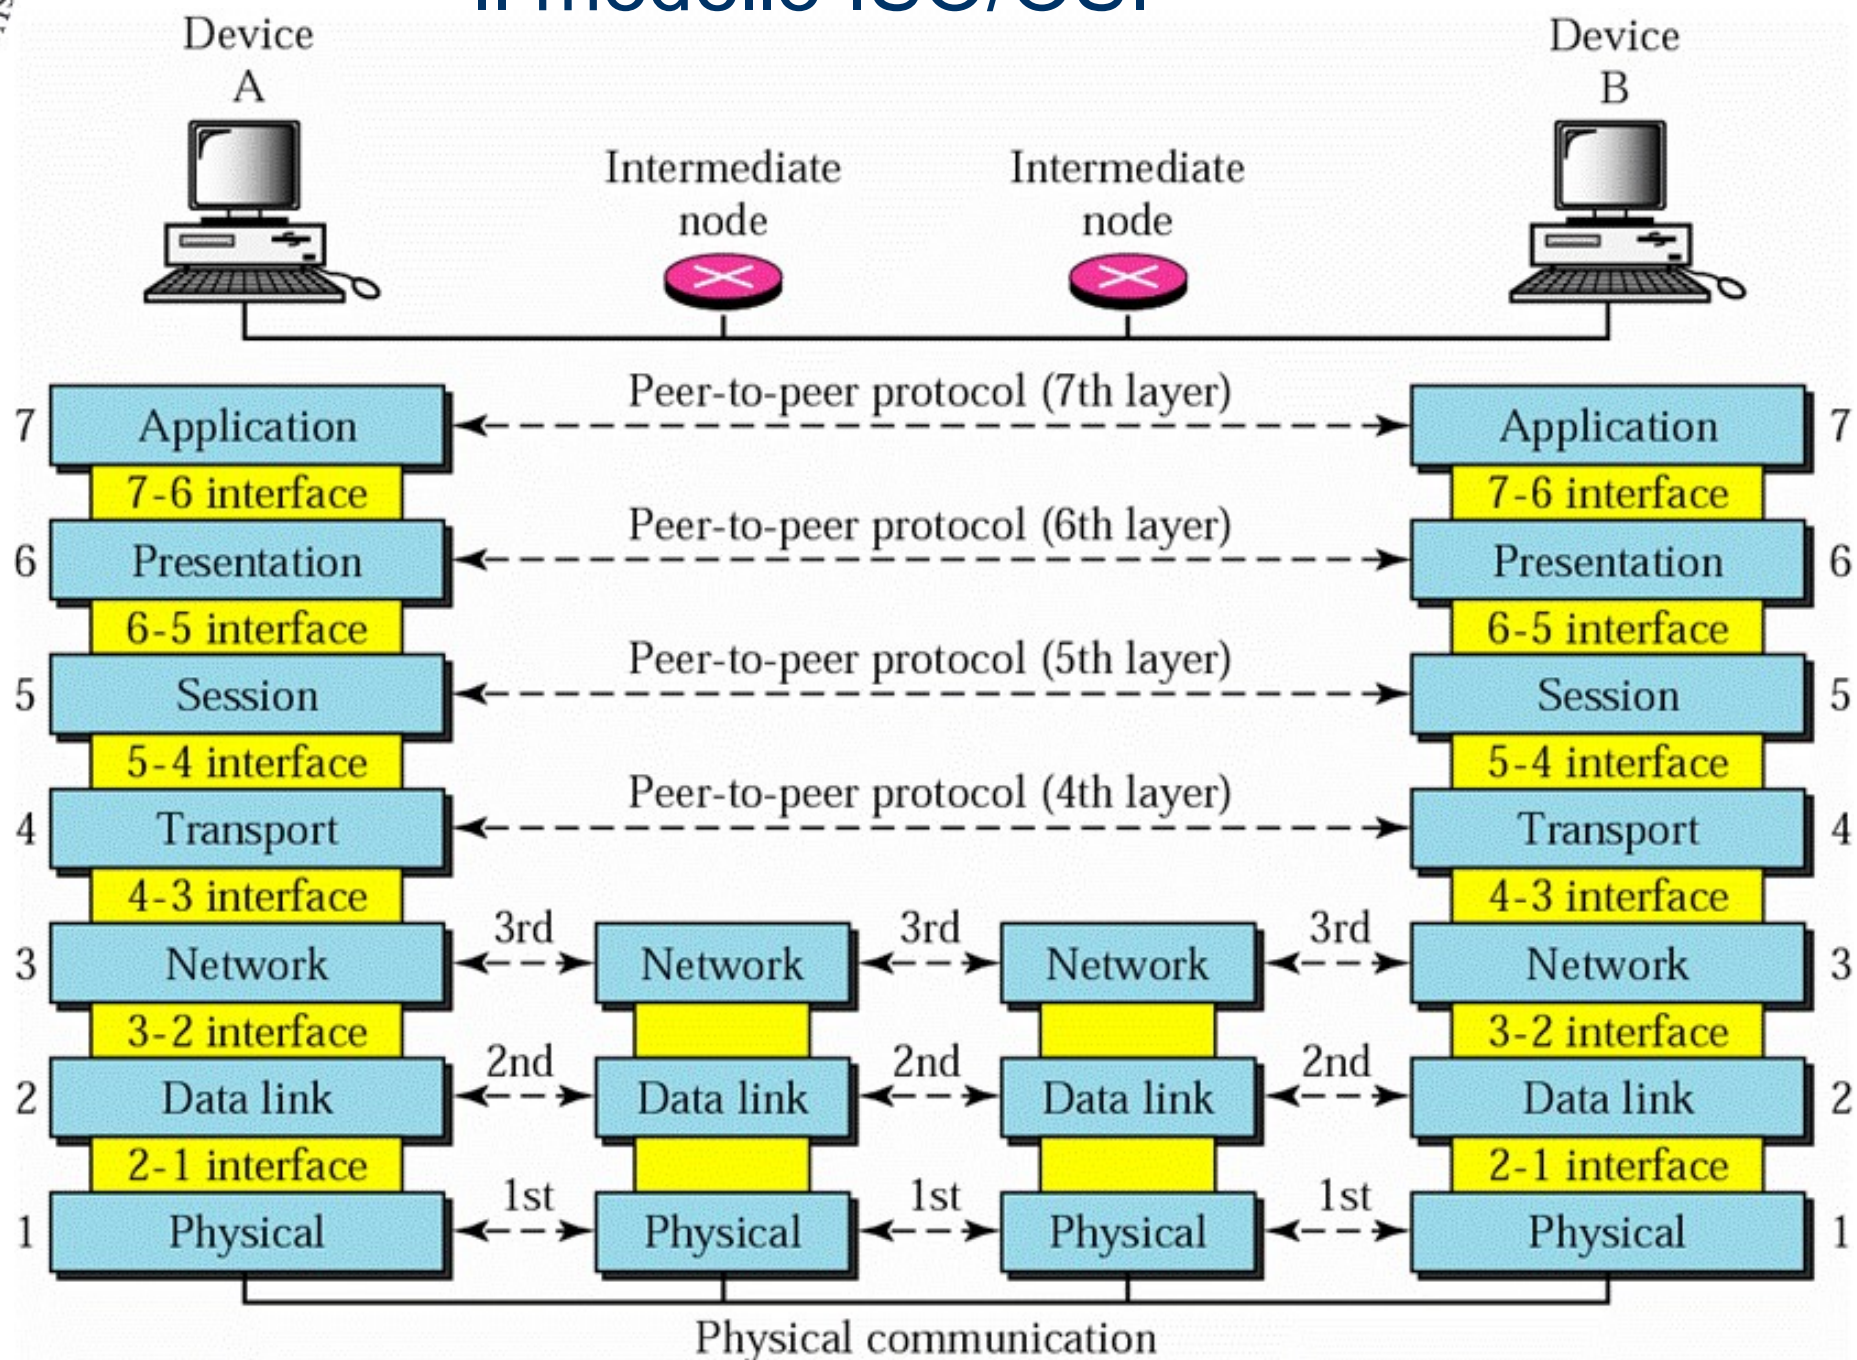 Il modello ISO/OSI
Device
A
Device
B
Intermediate
node
Intermediate
node
Peer-to-peer protocol (7th layer)
7 Application Application 7
7-6 interface 7-6 interface
Peer-to-peer protocol (6th layer)
6 Presentation Presentation 6
6-5 interface 6-5 interface
Peer-to-peer protocol (5th layer)
5 Session Session 5
5-4 interface 5-4 interface
Peer-to-peer protocol (4th layer)
4 Transport Transport 4
4-3 interface 4-3 interface
3rd 3rd 3rd
3 Network Network Network Network 3
3-2 interface 3-2 interface
2nd 2nd 2nd
2 Data link Data link Data link Data link 2
2-1 interface 2-1 interface
1st 1st 1st
1 Physical Physical Physical Physical 1
Physical communication